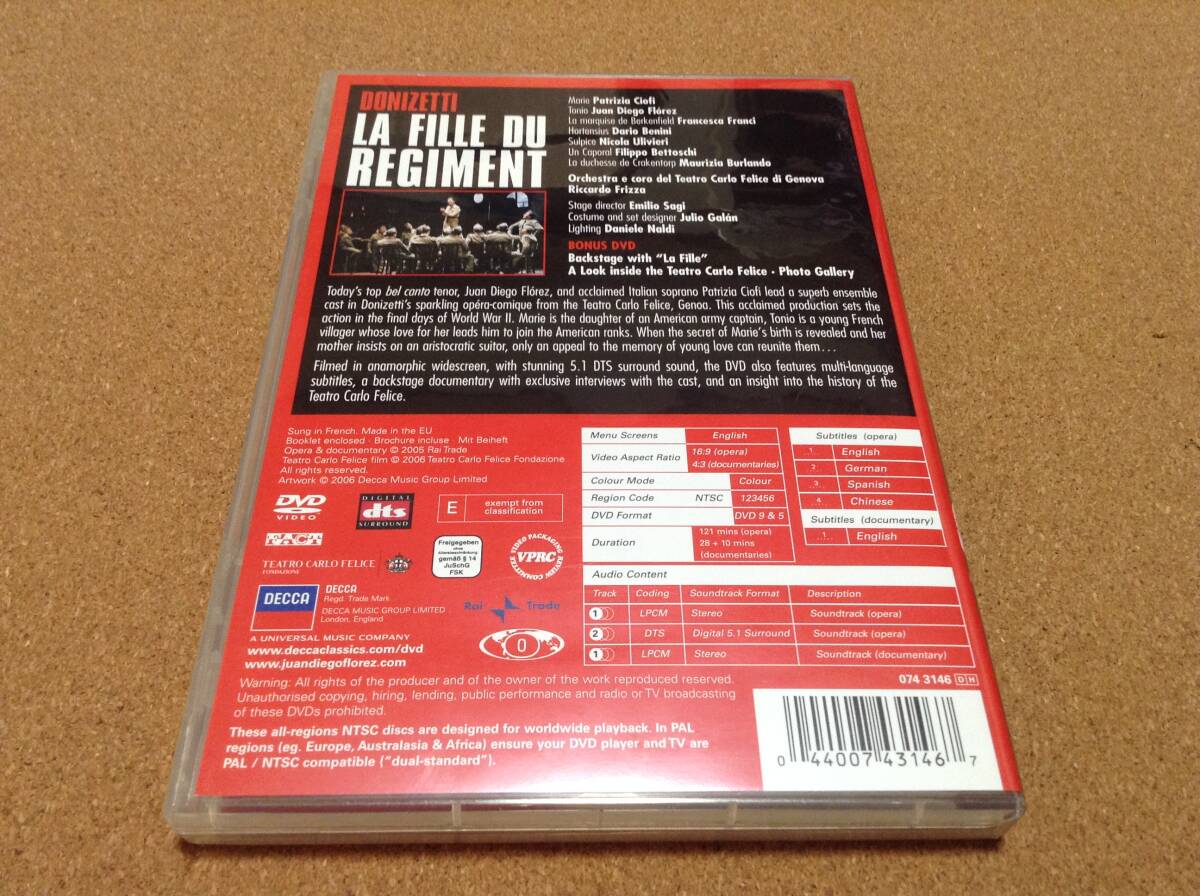 DONIZETTI
LA FILLE DU
REGIMENT
Marie Patrizia Ciofi
Tonio Juan Diego Flórez
La marquise de Berkenfield Francesca Franci
Hortensius Dario Benini
Sulpice Nicola Ulivieri
Un Caporal Filippo Bettoschi
La duchesse de Crakentorp Maurizia Burlando
Orchestra e coro del Teatro Carlo Felice di Genova
Riccardo Frizza
Stage director Emilio Sagi
Costume and set designer Julio Galán
Lighting Daniele Naldi
BONUS DVD
Backstage with “La Fille”
A Look inside the Teatro Carlo Felice · Photo Gallery
Today's top bel canto tenor, Juan Diego Flórez, and acclaimed Italian soprano Patrizia Ciofi lead a superb ensemble
cast in Donizetti's sparkling opéra-comique from the Teatro Carlo Felice, Genoa. This acclaimed production sets the
action in the final days of World War II. Marie is the daughter of an American army captain, Tonio is a young French
villager whose love for her leads him to join the American ranks. When the secret of Marie's birth is revealed and her
mother insists on an aristocratic suitor, only an appeal to the memory of young love can reunite them...
Filmed in anamorphic widescreen, with stunning 5.1 DTS surround sound, the DVD also features multi-language
subtitles, a backstage documentary with exclusive interviews with the cast, and an insight into the history of the
Teatro Carlo Felice.
Sung in French. Made in the EU
Booklet enclosed · Brochure incluse · Mit Beiheft
Opera & documentary © 2005 Rai Trade
Teatro Carlo Felice film © 2006 Teatro Carlo Felice Fondazione
All rights reserved.
Artwork © 2006 Decca Music Group Limited
DVD
VIDEO
DIGITAL
dts
SURROUND
E exempt from
classification
FACT
TEATRO CARLO FELICE
FONDAZIONE
Freigegeben
ohne
Altersbeschränkung
gemäß § 14
JuSchG
FSK
VIDEO PACKAGING REVIEW COMMITTEE
VPRC
DECCA
DECCA
Regd. Trade Mark
DECCA MUSIC GROUP LIMITED
London, England
Rai Trade
0
A UNIVERSAL MUSIC COMPANY
www.deccaclassics.com/dvd
www.juandiegoflorez.com
Menu Screens English
Video Aspect Ratio 16:9 (opera)
4:3 (documentaries)
Colour Mode Colour
Region Code NTSC 123456
DVD Format DVD 9 & 5
Duration 121 mins (opera)
28 + 10 mins
(documentaries)
Subtitles (opera)
1 English
2 German
3 Spanish
4 Chinese
Subtitles (documentary)
1 English
Audio Content
Track Coding Soundtrack Format Description
1 LPCM Stereo Soundtrack (opera)
2 DTS Digital 5.1 Surround Soundtrack (opera)
1 LPCM Stereo Soundtrack (documentary)
074 3146 DH
Warning: All rights of the producer and of the owner of the work reproduced reserved.
Unauthorised copying, hiring, lending, public performance and radio or TV broadcasting
of these DVDs prohibited.
These all-regions NTSC discs are designed for worldwide playback. In PAL
regions (eg. Europe, Australasia & Africa) ensure your DVD player and TV are
PAL / NTSC compatible (“dual-standard”).
0 44007 43146 7